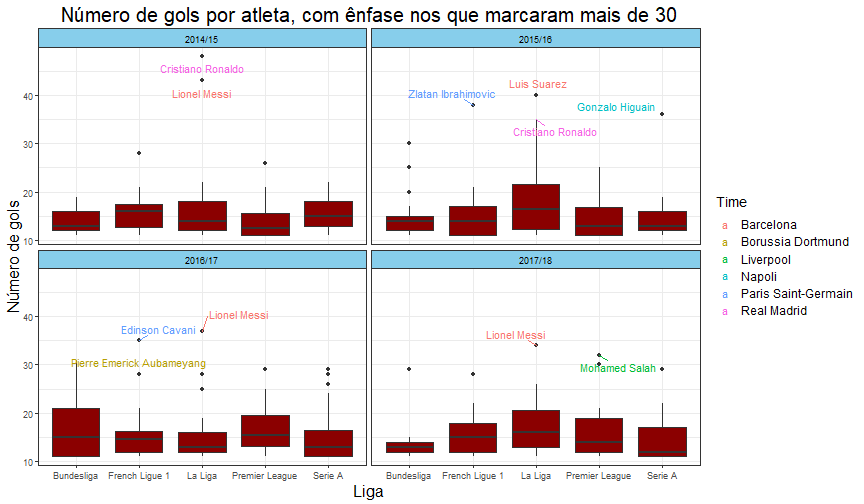 Número de gols por atleta, com ênfase nos que marcaram mais de 30
2014/15
2015/16
Cristiano Ronaldo
Lionel Messi
Luis Suarez
Zlatan Ibrahimovic
Gonzalo Higuain
Cristiano Ronaldo
40
30
20
10
2016/17
2017/18
Lionel Messi
Edinson Cavani
Pierre Emerick Aubameyang
Lionel Messi
Mohamed Salah
40
30
20
10
Bundesliga
French Ligue 1
La Liga
Premier League
Serie A
Bundesliga
French Ligue 1
La Liga
Premier League
Serie A
Liga
Número de gols
Time
a Barcelona
a Borussia Dortmund
a Liverpool
a Napoli
a Paris Saint-Germain
a Real Madrid